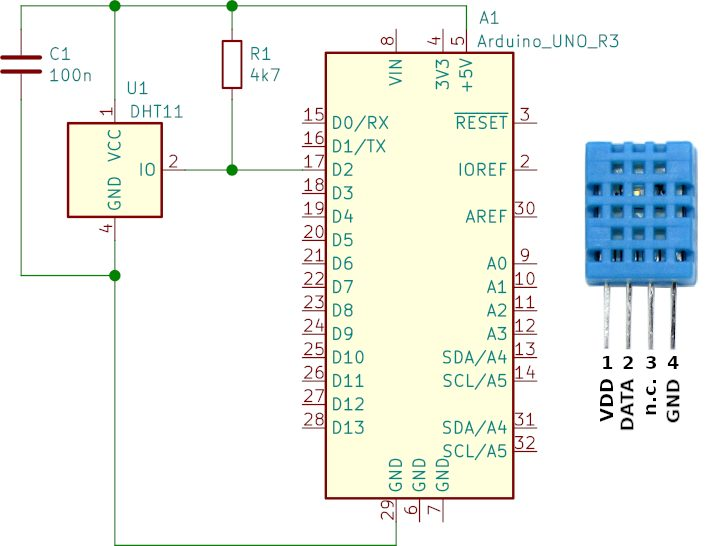 C1
100n
U1
DHT11
1
VCC
IO
2
GND
4
R1
4k7
A1
Arduino_UNO_R3
8
VIN
4
3V3
5
+5V
15 D0/RX
16 D1/TX
17 D2
18 D3
19 D4
20 D5
21 D6
22 D7
23 D8
24 D9
25 D10
26 D11
27 D12
28 D13
RESET 3
IOREF 2
AREF 30
A0 9
A1 10
A2 11
A3 12
SDA/A4 13
SCL/A5 14
SDA/A4 31
SCL/A5 32
GND
29
GND
6
GND
7
1 2 3 4
VDD
DATA
n.c.
GND